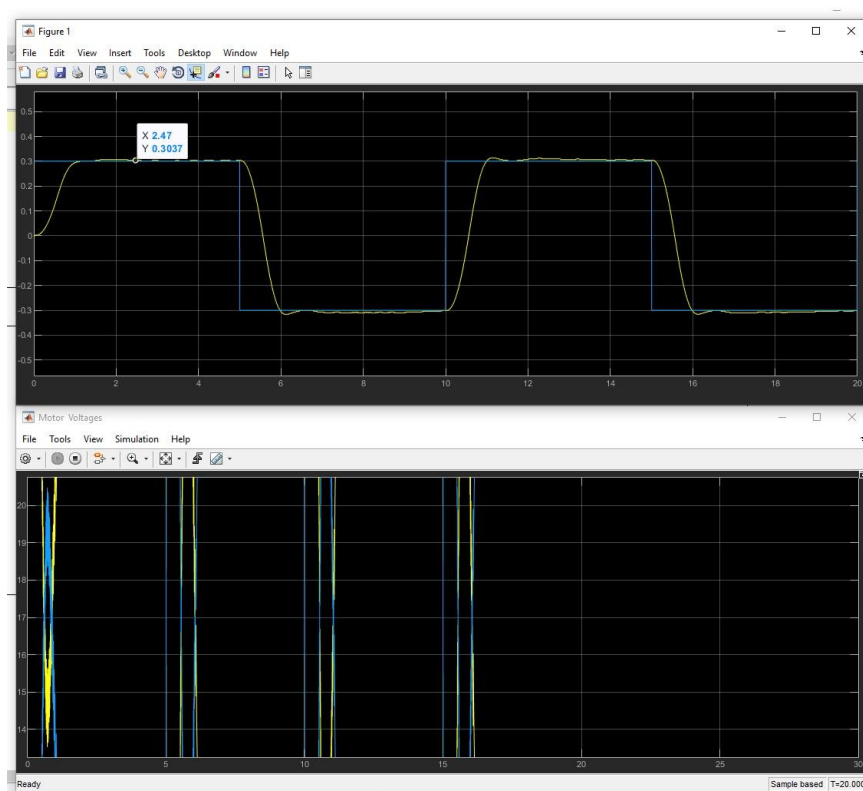 Figure 1
File Edit View Insert Tools Desktop Window Help
X 2.47
Y 0.3037
0.5
0.4
0.3
0.2
0.1
0
-0.1
-0.2
-0.3
-0.4
-0.5
0 2 4 6 8 10 12 14 16 18 20
Motor Voltages
File Tools View Simulation Help
20
19
18
17
16
15
14
0 5 10 15 20 25 30
Ready Sample based T=20.000